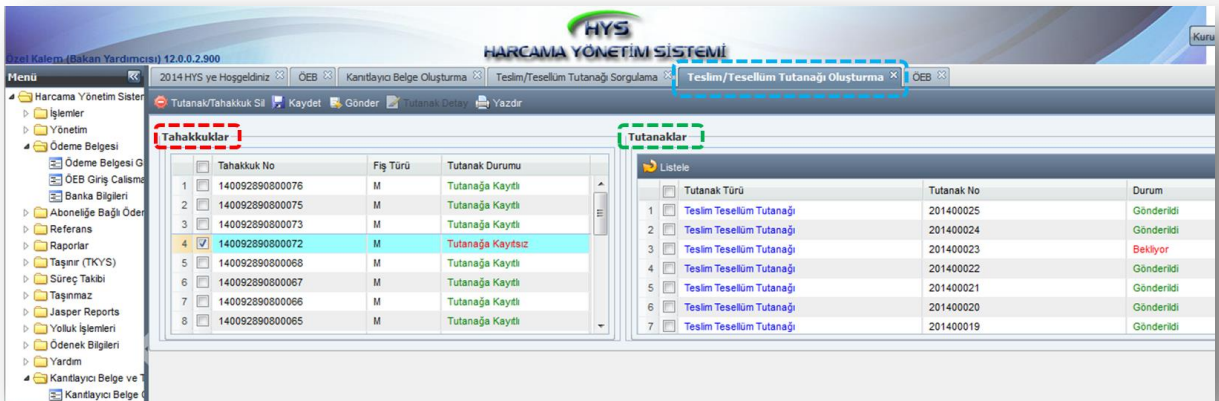 HYS
HARCAMA YÖNETİM SİSTEMİ
Kuru
Özel Kalem (Bakan Yardımcısı) 12.0.0.2.900
Menü
2014 HYS ye Hoşgeldiniz ÖEB Kanıtlayıcı Belge Oluşturma Teslim/Tesellüm Tutanağı Sorgulama Teslim/Tesellüm Tutanağı Oluşturma ÖEB
Tutanak/Tahakkuk Sil Kaydet Gönder Tutanak Detay Yazdır
Harcama Yönetim Sister
İşlemler
Yönetim
Ödeme Belgesi
Ödeme Belgesi G
ÖEB Giriş Calisma
Banka Bilgileri
Aboneliğe Bağlı Öder
Referans
Raporlar
Taşınır (TKYS)
Süreç Takibi
Taşınmaz
Jasper Reports
Yolluk İşlemleri
Ödenek Bilgileri
Yardım
Kanıtlayıcı Belge ve T
Kanıtlayıcı Belge
Tahakkuklar
Tahakkuk No Fiş Türü Tutanak Durumu
1 140092890800076 M Tutanağa Kayıtlı
2 140092890800075 M Tutanağa Kayıtlı
3 140092890800073 M Tutanağa Kayıtlı
4 140092890800072 M Tutanağa Kayıtsız
5 140092890800068 M Tutanağa Kayıtlı
6 140092890800067 M Tutanağa Kayıtlı
7 140092890800066 M Tutanağa Kayıtlı
8 140092890800065 M Tutanağa Kayıtlı
Tutanaklar
Listele
Tutanak Türü Tutanak No Durum
1 Teslim Tesellüm Tutanağı 201400025 Gönderildi
2 Teslim Tesellüm Tutanağı 201400024 Gönderildi
3 Teslim Tesellüm Tutanağı 201400023 Bekliyor
4 Teslim Tesellüm Tutanağı 201400022 Gönderildi
5 Teslim Tesellüm Tutanağı 201400021 Gönderildi
6 Teslim Tesellüm Tutanağı 201400020 Gönderildi
7 Teslim Tesellüm Tutanağı 201400019 Gönderildi